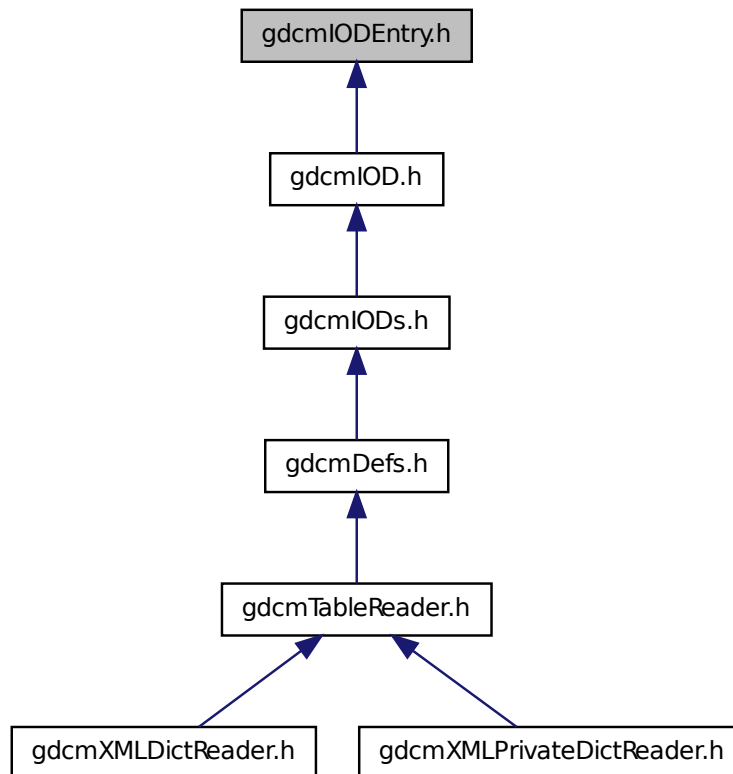 gdcmIODEntry.h
gdcmIOD.h
gdcmIODs.h
gdcmDefs.h
gdcmTableReader.h
gdcmXMLDictReader.h
gdcmXMLPrivateDictReader.h